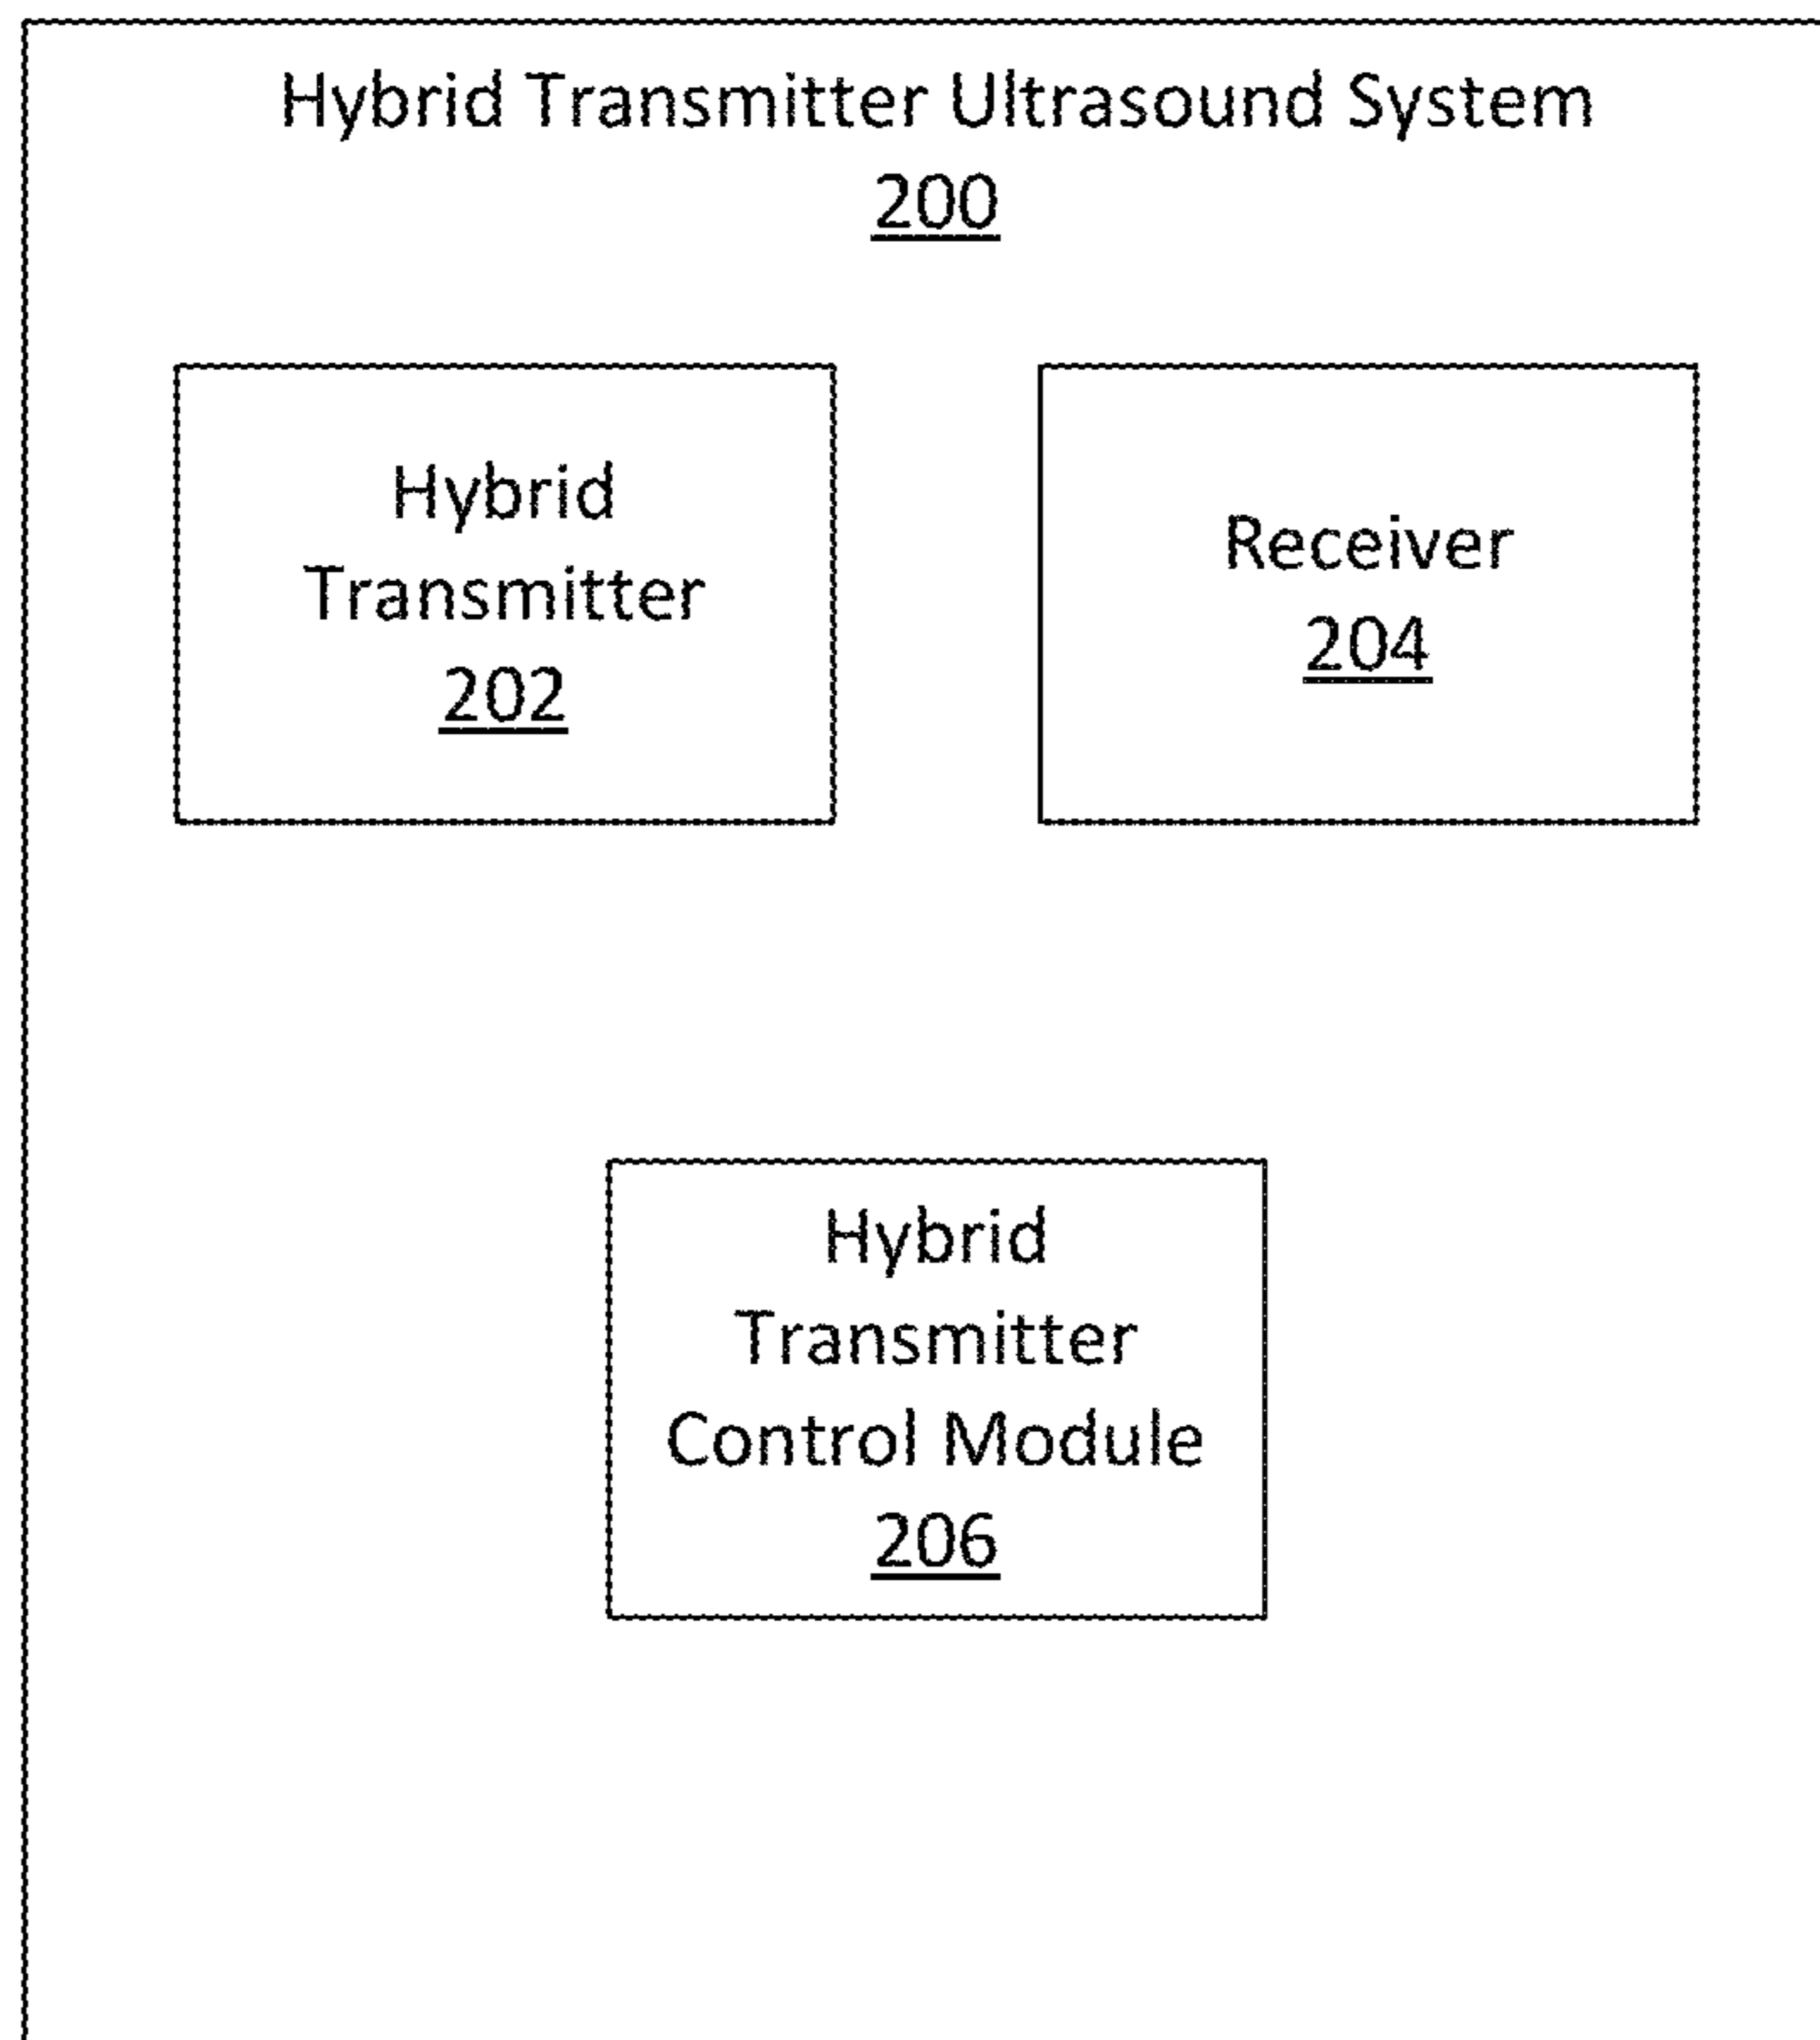 Hybrid Transmitter Ultrasound System
200
Hybrid
Transmitter
202
Receiver
204
Hybrid
Transmitter
Control Module
206